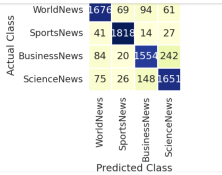 WorldNews 1676 69 94 61
SportsNews 41 1818 14 27
BusinessNews 84 20 1554 242
ScienceNews 75 26 148 1651
WorldNews
SportsNews
BusinessNews
ScienceNews
Actual Class
Predicted Class